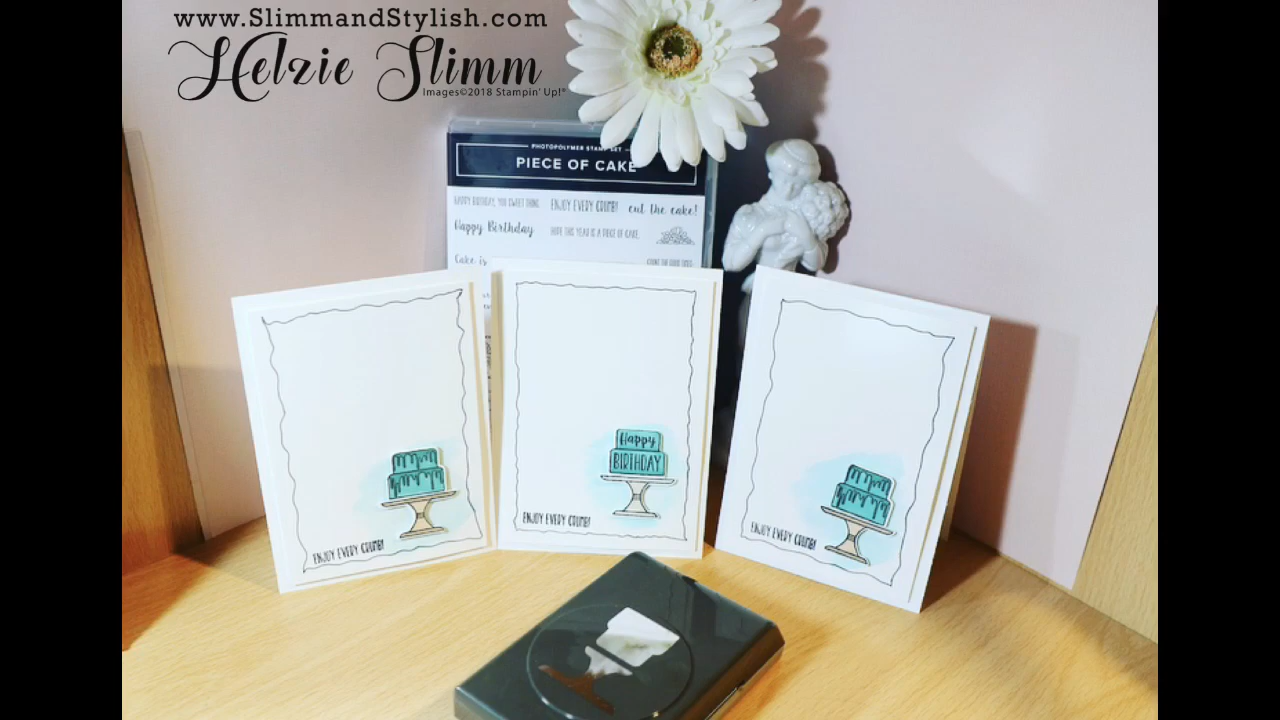 www.SlimmandStylish.com
Helzie Slimm
Images©2018 Stampin' Up!®
PHOTOPOLYMER STAMP SET
PIECE OF CAKE
HAPPY BIRTHDAY, YOU SWEET THING
ENJOY EVERY CRUMB!
cut the cake!
Happy Birthday
HOPE THIS YEAR IS A PIECE OF CAKE.
Cake is
Happy
BIRTHDAY
ENJOY EVERY CRUMB!
ENJOY EVERY CRUMB!
ENJOY EVERY CRUMB!